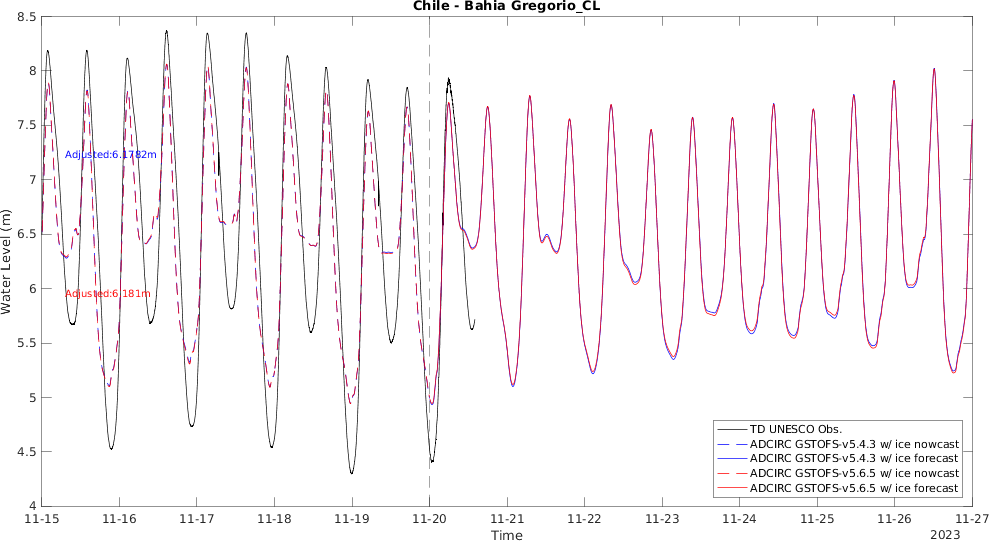 Chile - Bahia Gregorio_CL
8.5
8
7.5
7
6.5
6
5.5
5
4.5
4
Water Level (m)
Adjusted:6.1782m
Adjusted:6.181m
TD UNESCO Obs.
ADCIRC GSTOFS-v5.4.3 w/ ice nowcast
ADCIRC GSTOFS-v5.4.3 w/ ice forecast
ADCIRC GSTOFS-v5.6.5 w/ ice nowcast
ADCIRC GSTOFS-v5.6.5 w/ ice forecast
11-15 11-16 11-17 11-18 11-19 11-20 11-21 11-22 11-23 11-24 11-25 11-26 11-27
Time
2023